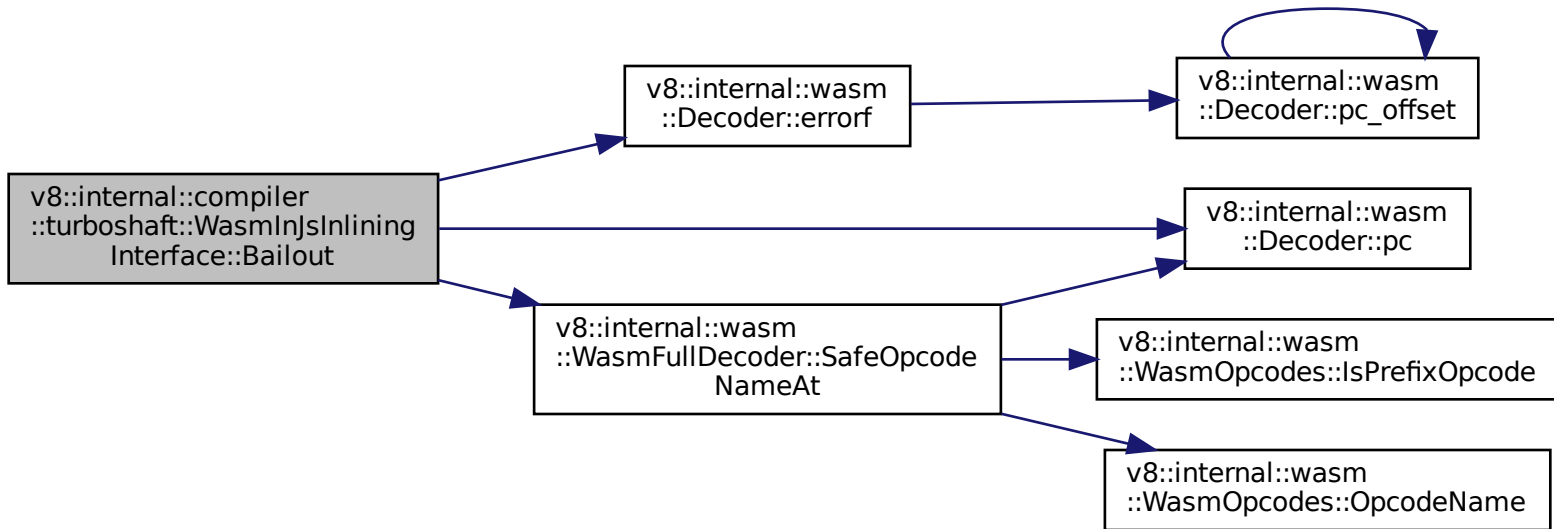 v8::internal::compiler
::turboshaft::WasmInJsInlining
Interface::Bailout
v8::internal::wasm
::Decoder::errorf
v8::internal::wasm
::Decoder::pc_offset
v8::internal::wasm
::Decoder::pc
v8::internal::wasm
::WasmFullDecoder::SafeOpcode
NameAt
v8::internal::wasm
::WasmOpcodes::IsPrefixOpcode
v8::internal::wasm
::WasmOpcodes::OpcodeName